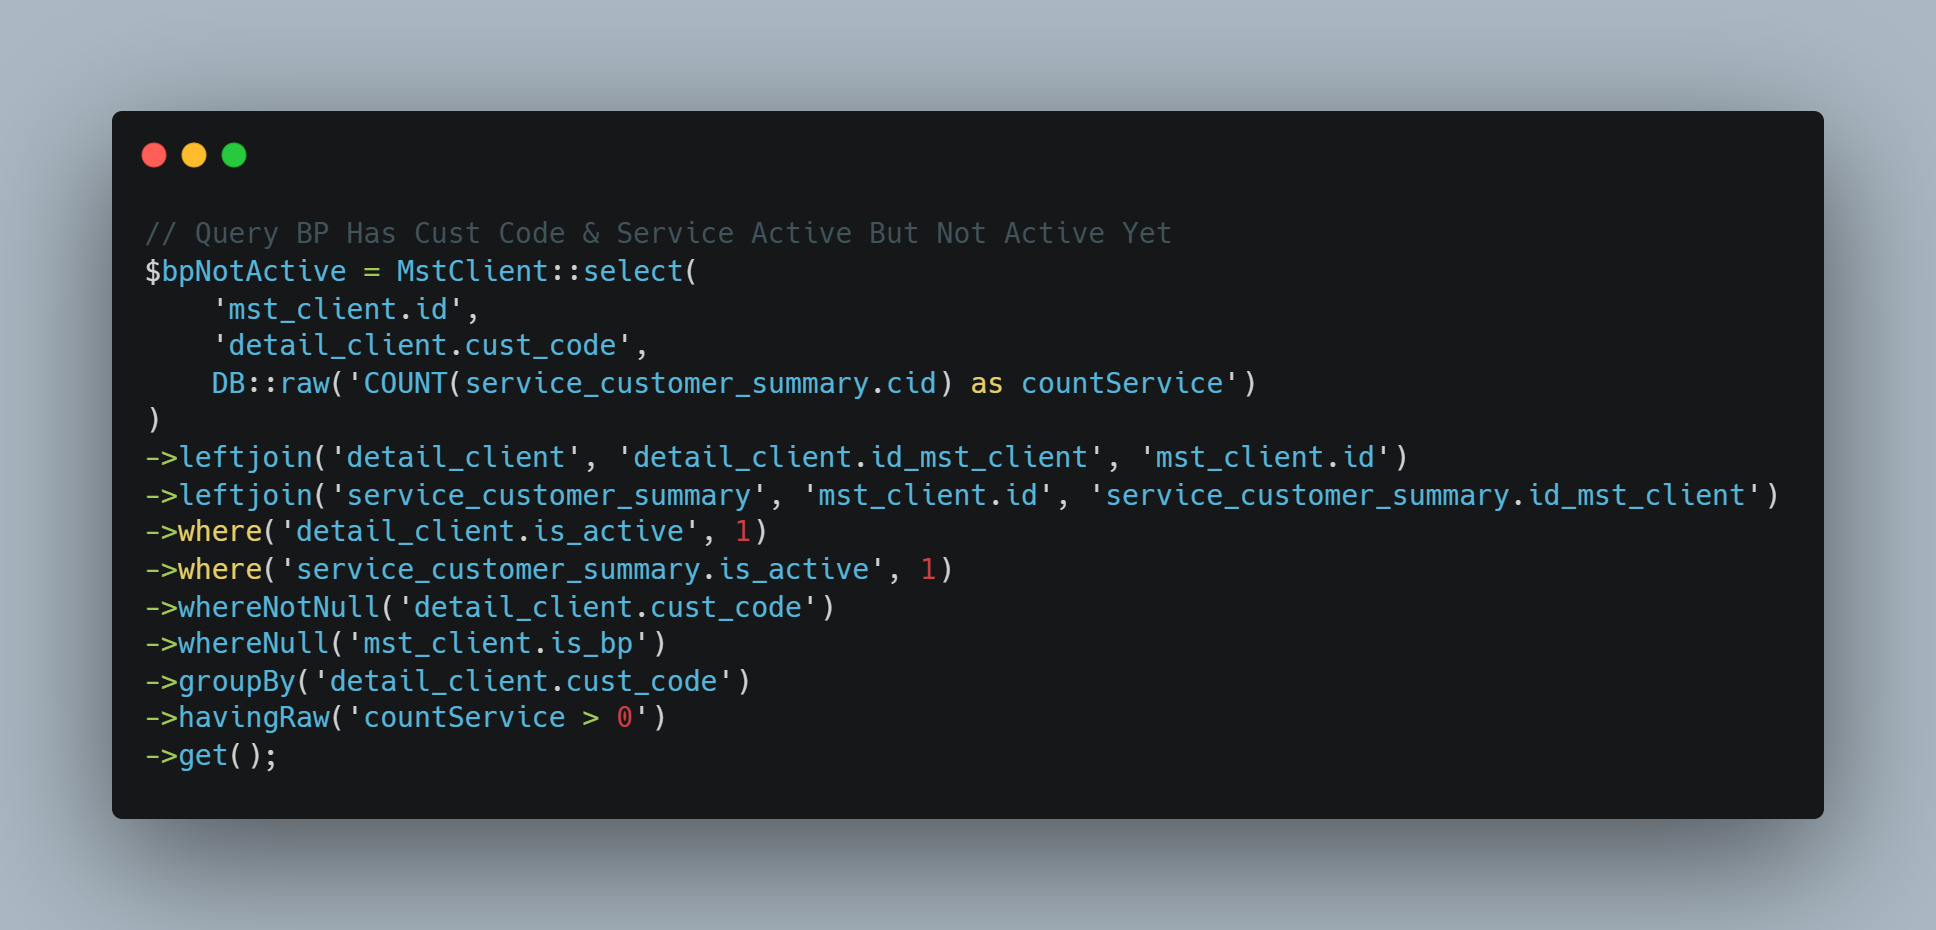 // Query BP Has Cust Code & Service Active But Not Active Yet
$bpNotActive = MstClient::select(
    'mst_client.id',
    'detail_client.cust_code',
    DB::raw('COUNT(service_customer_summary.cid) as countService')
)
->leftjoin('detail_client', 'detail_client.id_mst_client', 'mst_client.id')
->leftjoin('service_customer_summary', 'mst_client.id', 'service_customer_summary.id_mst_client')
->where('detail_client.is_active', 1)
->where('service_customer_summary.is_active', 1)
->whereNotNull('detail_client.cust_code')
->whereNull('mst_client.is_bp')
->groupBy('detail_client.cust_code')
->havingRaw('countService > 0')
->get();